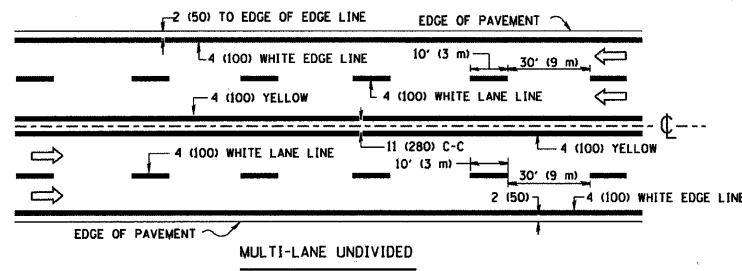 2 (50) TO EDGE OF EDGE LINE
EDGE OF PAVEMENT
4 (100) WHITE EDGE LINE
10' (3 m)
30' (9 m)
4 (100) YELLOW
4 (100) WHITE LANE LINE
℄
4 (100) WHITE LANE LINE
11 (280) C-C
4 (100) YELLOW
10' (3 m)
30' (9 m)
2 (50)
4 (100) WHITE EDGE LINE
EDGE OF PAVEMENT
MULTI-LANE UNDIVIDED